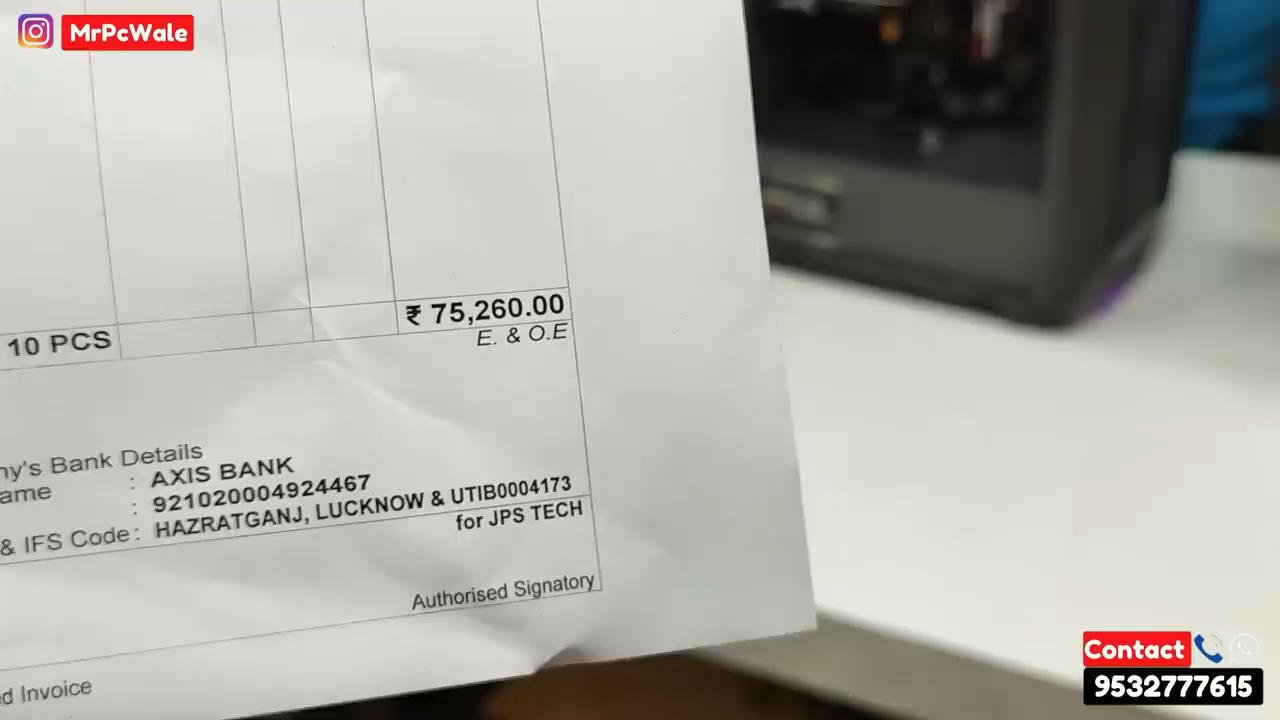 MrPcWale
₹ 75,260.00
10 PCS
E. & O.E
ny's Bank Details
ame : AXIS BANK
: 921020004924467
& IFS Code : HAZRATGANJ, LUCKNOW & UTIB0004173
for JPS TECH
Authorised Signatory
d Invoice
Contact
9532777615